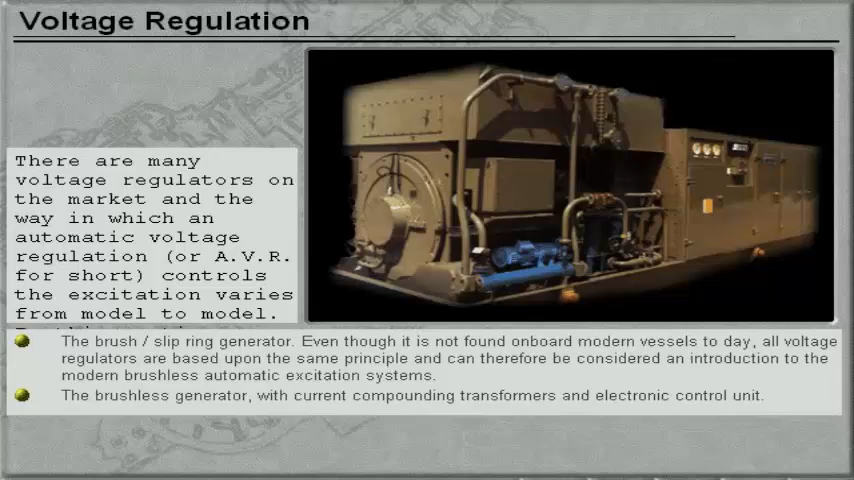 Voltage Regulation
There are many
voltage regulators on
the market and the
way in which an
automatic voltage
regulation (or A.V.R.
for short) controls
the excitation varies
from model to model.
The brush / slip ring generator. Even though it is not found onboard modern vessels to day, all voltage
regulators are based upon the same principle and can therefore be considered an introduction to the
modern brushless automatic excitation systems.
The brushless generator, with current compounding transformers and electronic control unit.